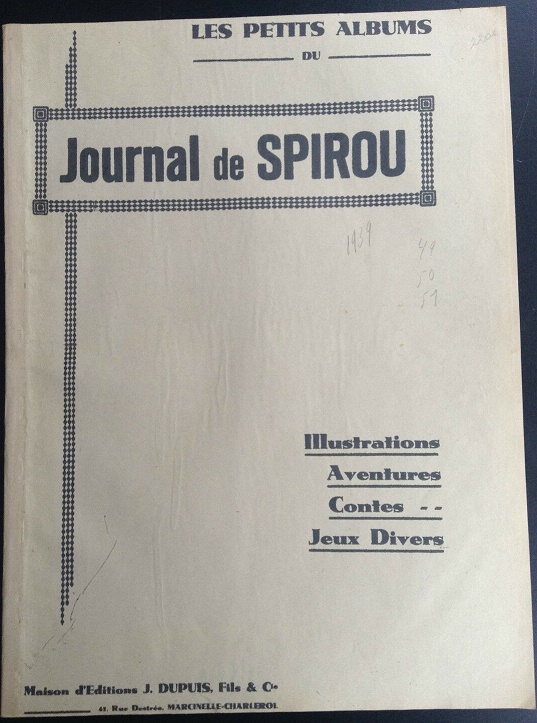 LES PETITS ALBUMS
DU
Journal de SPIROU
1939
49
50
51
Illustrations
Aventures
Contes --
Jeux Divers
Maison d'Editions J. DUPUIS, Fils & Cie
41, Rue Destrée, MARCINELLE-CHARLEROI.